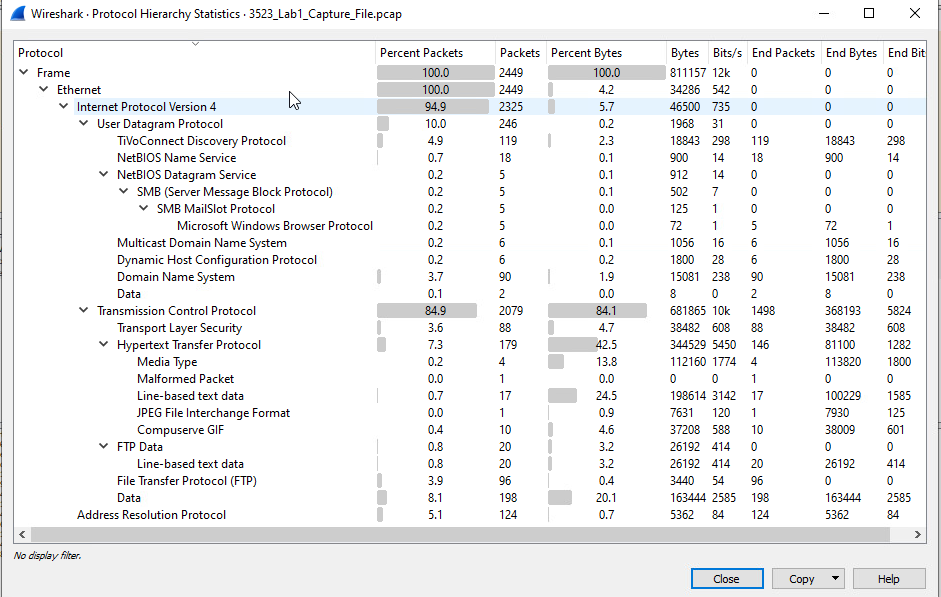 Wireshark · Protocol Hierarchy Statistics · 3523_Lab1_Capture_File.pcap
Protocol Percent Packets Packets Percent Bytes Bytes Bits/s End Packets End Bytes End Bit
Frame 100.0 2449 100.0 811157 12k 0 0 0
Ethernet 100.0 2449 4.2 34286 542 0 0 0
Internet Protocol Version 4 94.9 2325 5.7 46500 735 0 0 0
User Datagram Protocol 10.0 246 0.2 1968 31 0 0 0
TiVoConnect Discovery Protocol 4.9 119 2.3 18843 298 119 18843 298
NetBIOS Name Service 0.7 18 0.1 900 14 18 900 14
NetBIOS Datagram Service 0.2 5 0.1 912 14 0 0 0
SMB (Server Message Block Protocol) 0.2 5 0.1 502 7 0 0 0
SMB MailSlot Protocol 0.2 5 0.0 125 1 0 0 0
Microsoft Windows Browser Protocol 0.2 5 0.0 72 1 5 72 1
Multicast Domain Name System 0.2 6 0.1 1056 16 6 1056 16
Dynamic Host Configuration Protocol 0.2 6 0.2 1800 28 6 1800 28
Domain Name System 3.7 90 1.9 15081 238 90 15081 238
Data 0.1 2 0.0 8 0 2 8 0
Transmission Control Protocol 84.9 2079 84.1 681865 10k 1498 368193 5824
Transport Layer Security 3.6 88 4.7 38482 608 88 38482 608
Hypertext Transfer Protocol 7.3 179 42.5 344529 5450 146 81100 1282
Media Type 0.2 4 13.8 112160 1774 4 113820 1800
Malformed Packet 0.0 1 0.0 0 0 1 0 0
Line-based text data 0.7 17 24.5 198614 3142 17 100229 1585
JPEG File Interchange Format 0.0 1 0.9 7631 120 1 7930 125
Compuserve GIF 0.4 10 4.6 37208 588 10 38009 601
FTP Data 0.8 20 3.2 26192 414 0 0 0
Line-based text data 0.8 20 3.2 26192 414 20 26192 414
File Transfer Protocol (FTP) 3.9 96 0.4 3440 54 96 0 0
Data 8.1 198 20.1 163444 2585 198 163444 2585
Address Resolution Protocol 5.1 124 0.7 5362 84 124 5362 84
No display filter.
Close Copy Help